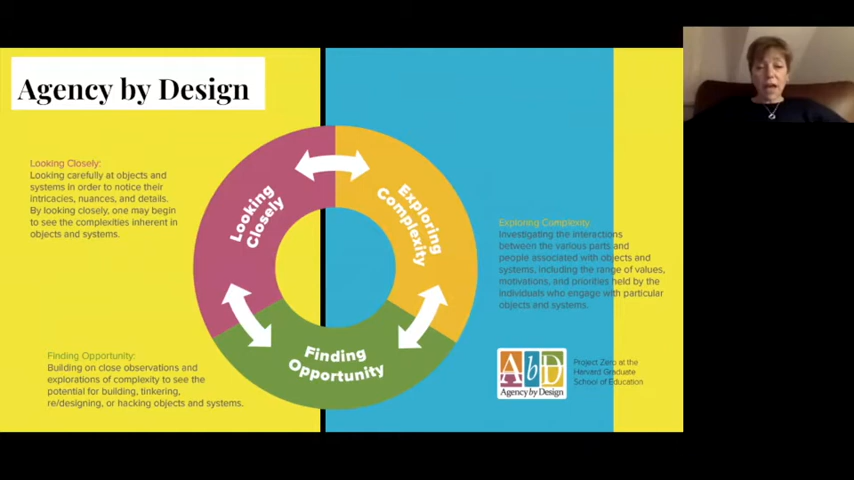 Agency by Design
Looking Closely:
Looking carefully at objects and
systems in order to notice their
intricacies, nuances, and details.
By looking closely, one may begin
to see the complexities inherent in
objects and systems.
Looking
Closely
Exploring
Complexity
Finding
Opportunity
Exploring Complexity:
Investigating the interactions
between the various parts and
people associated with objects and
systems, including the range of values,
motivations, and priorities held by the
individuals who engage with particular
objects and systems.
Finding Opportunity:
Building on close observations and
explorations of complexity to see the
potential for building, tinkering,
re/designing, or hacking objects and systems.
AbD
Agency by Design
Project Zero at the
Harvard Graduate
School of Education